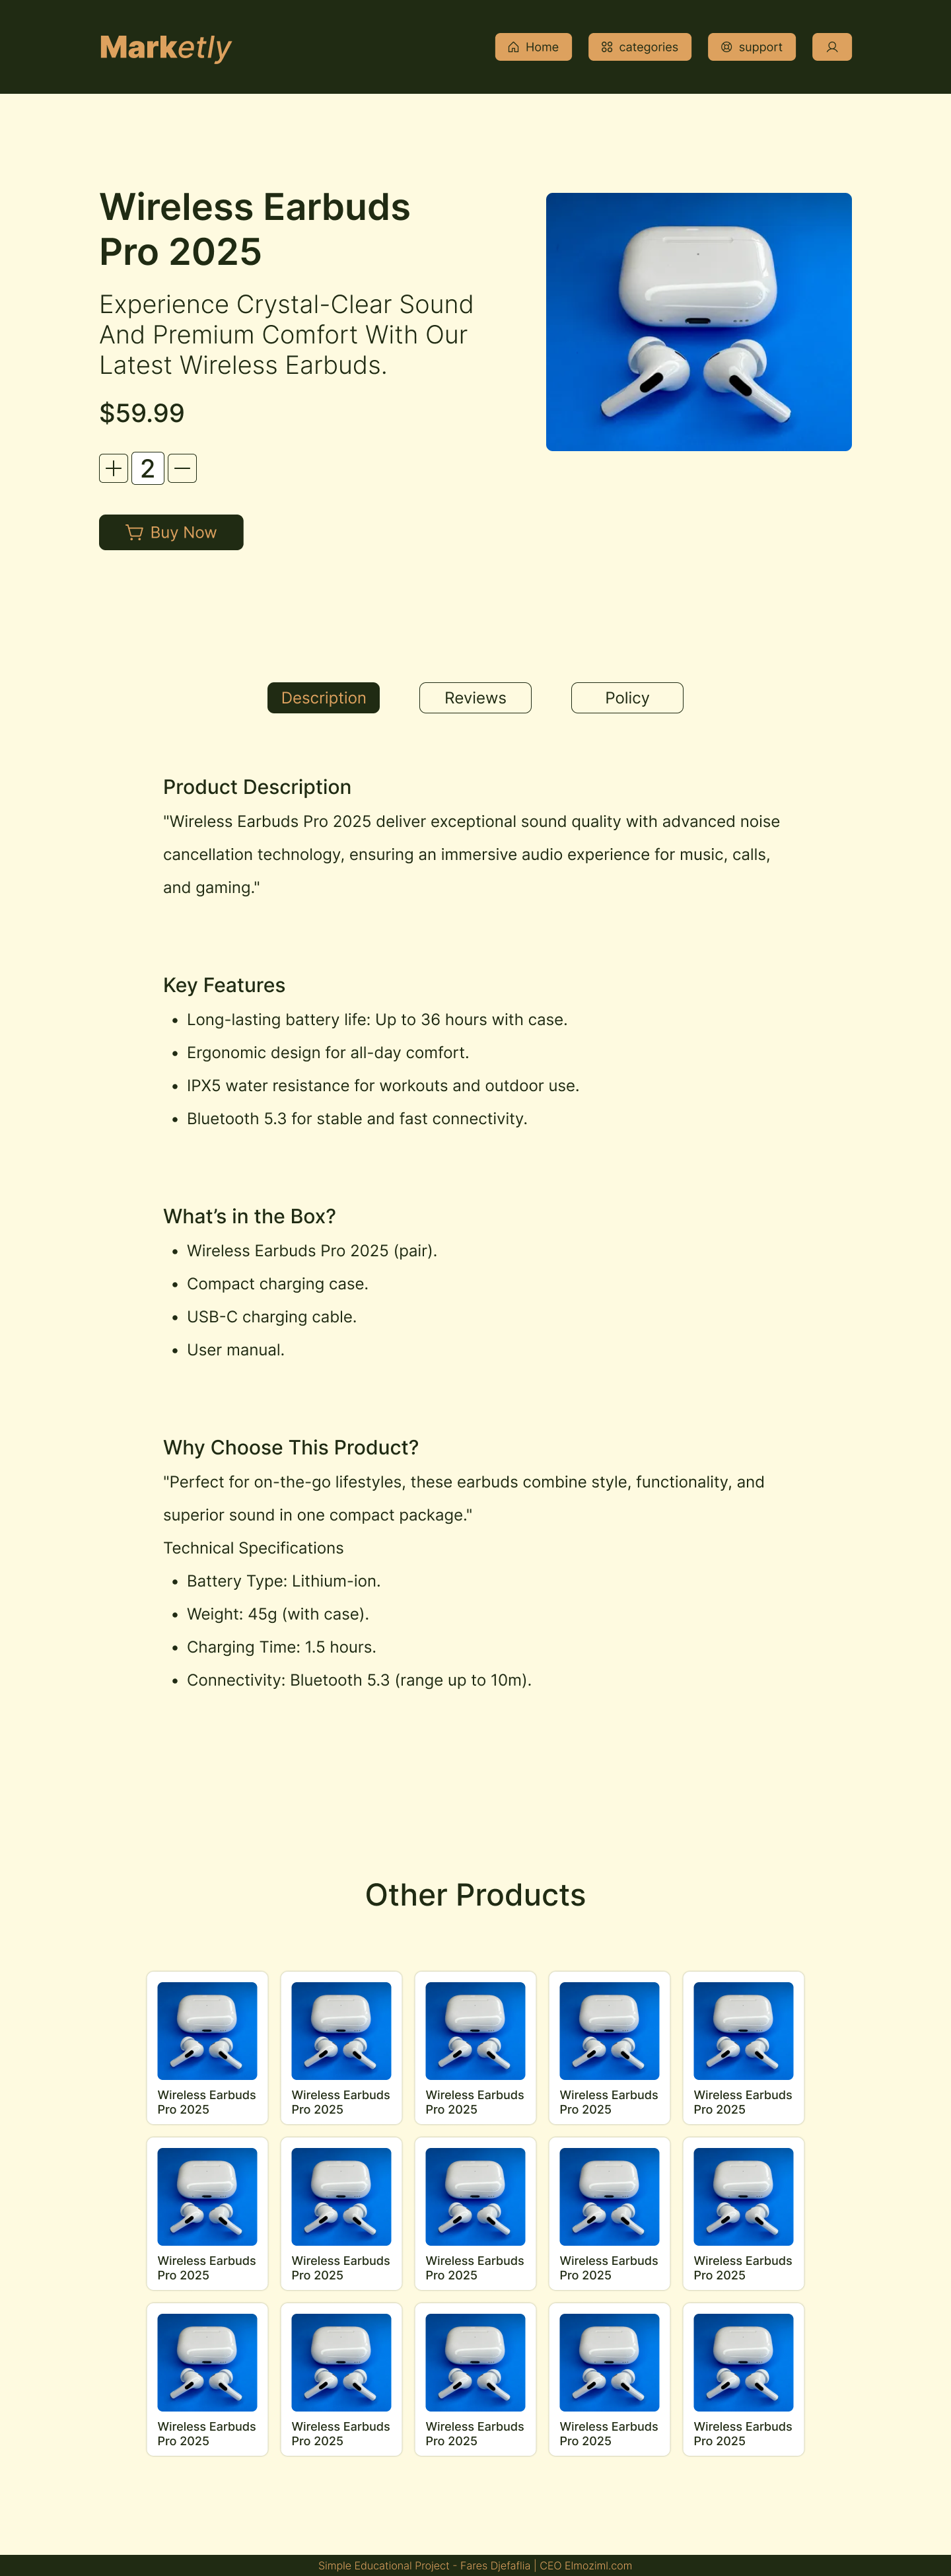 Marketly
Home
categories
support
Wireless Earbuds
Pro 2025
Experience Crystal-Clear Sound
And Premium Comfort With Our
Latest Wireless Earbuds.
$59.99
2
Buy Now
Description
Reviews
Policy
Product Description
"Wireless Earbuds Pro 2025 deliver exceptional sound quality with advanced noise
cancellation technology, ensuring an immersive audio experience for music, calls,
and gaming."
Key Features
• Long-lasting battery life: Up to 36 hours with case.
• Ergonomic design for all-day comfort.
• IPX5 water resistance for workouts and outdoor use.
• Bluetooth 5.3 for stable and fast connectivity.
What’s in the Box?
• Wireless Earbuds Pro 2025 (pair).
• Compact charging case.
• USB-C charging cable.
• User manual.
Why Choose This Product?
"Perfect for on-the-go lifestyles, these earbuds combine style, functionality, and
superior sound in one compact package."
Technical Specifications
• Battery Type: Lithium-ion.
• Weight: 45g (with case).
• Charging Time: 1.5 hours.
• Connectivity: Bluetooth 5.3 (range up to 10m).
Other Products
Wireless Earbuds
Pro 2025
Wireless Earbuds
Pro 2025
Wireless Earbuds
Pro 2025
Wireless Earbuds
Pro 2025
Wireless Earbuds
Pro 2025
Wireless Earbuds
Pro 2025
Wireless Earbuds
Pro 2025
Wireless Earbuds
Pro 2025
Wireless Earbuds
Pro 2025
Wireless Earbuds
Pro 2025
Wireless Earbuds
Pro 2025
Wireless Earbuds
Pro 2025
Wireless Earbuds
Pro 2025
Wireless Earbuds
Pro 2025
Wireless Earbuds
Pro 2025
Simple Educational Project - Fares Djefaflia | CEO Elmoziml.com